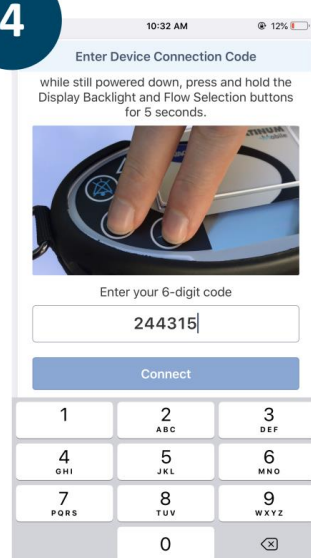 4
10:32 AM
12%
Enter Device Connection Code
while still powered down, press and hold the
Display Backlight and Flow Selection buttons
for 5 seconds.
Enter your 6-digit code
244315
Connect
1
2
ABC
3
DEF
4
GHI
5
JKL
6
MNO
7
PQRS
8
TUV
9
WXYZ
0